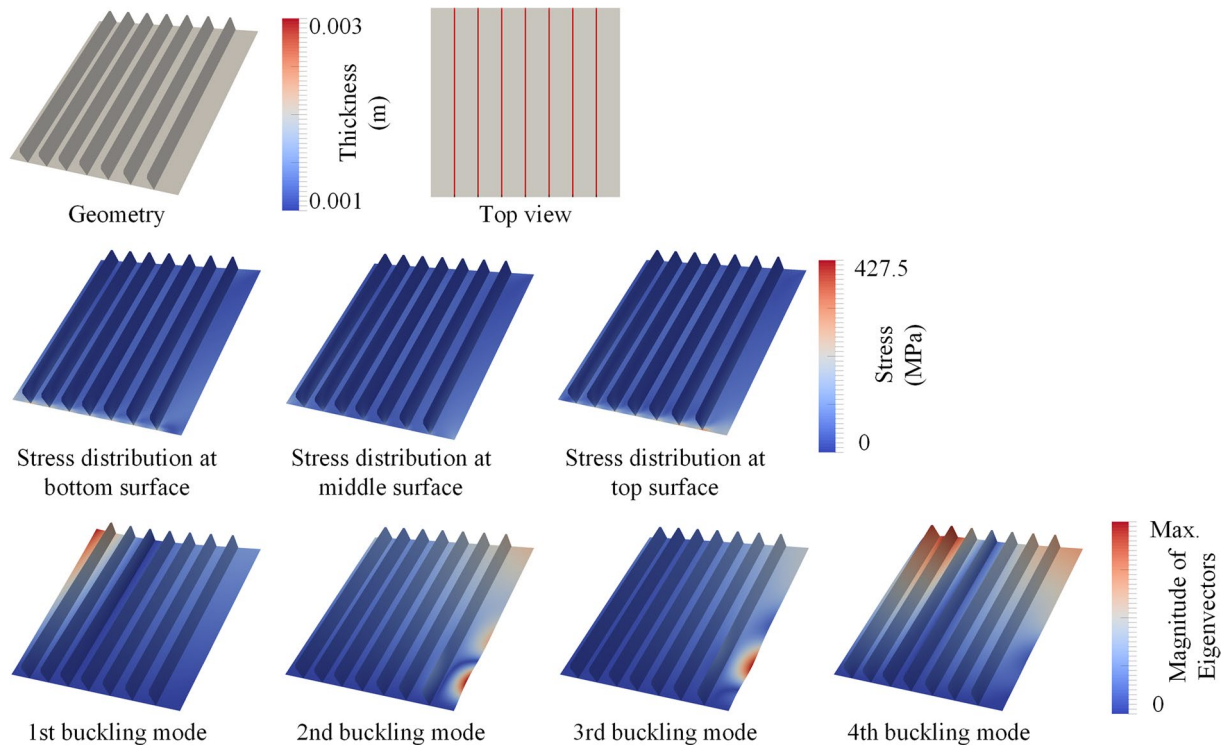 0.003
Thickness
(m)
0.001
Geometry
Top view
427.5
Stress
(MPa)
0
Stress distribution at
bottom surface
Stress distribution at
middle surface
Stress distribution at
top surface
Max.
Magnitude of
Eigenvectors
0
1st buckling mode
2nd buckling mode
3rd buckling mode
4th buckling mode